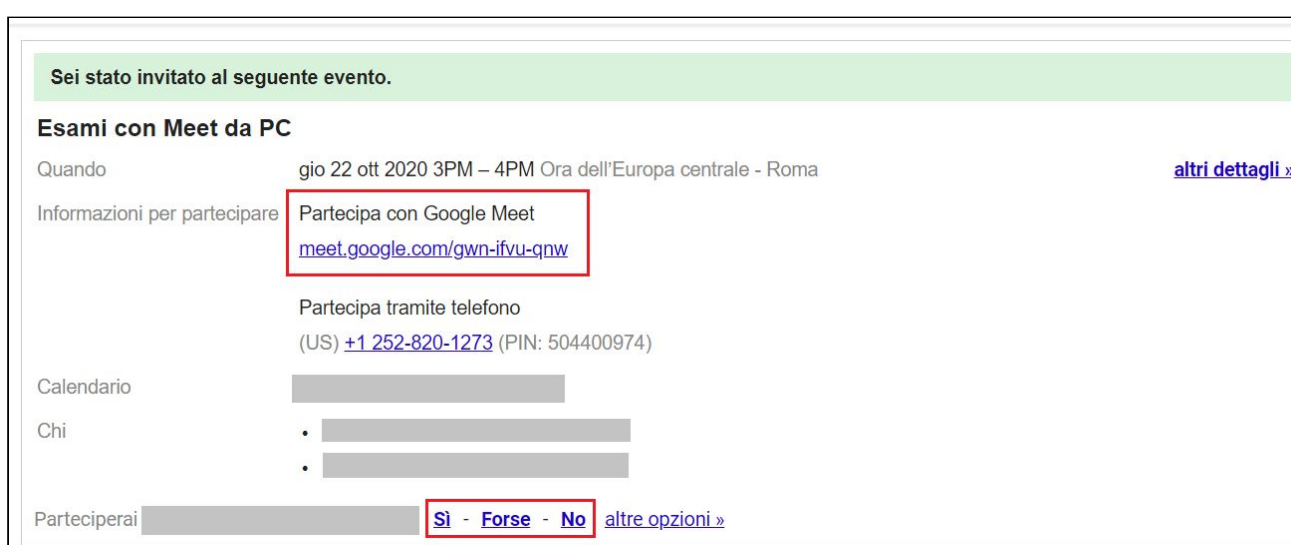 Sei stato invitato al seguente evento.
Esami con Meet da PC
Quando gio 22 ott 2020 3PM – 4PM Ora dell'Europa centrale - Roma altri dettagli »
Informazioni per partecipare Partecipa con Google Meet
meet.google.com/gwn-ifvu-qnw
Partecipa tramite telefono
(US) +1 252-820-1273 (PIN: 504400974)
Calendario
Chi
Parteciperai Sì - Forse - No altre opzioni »